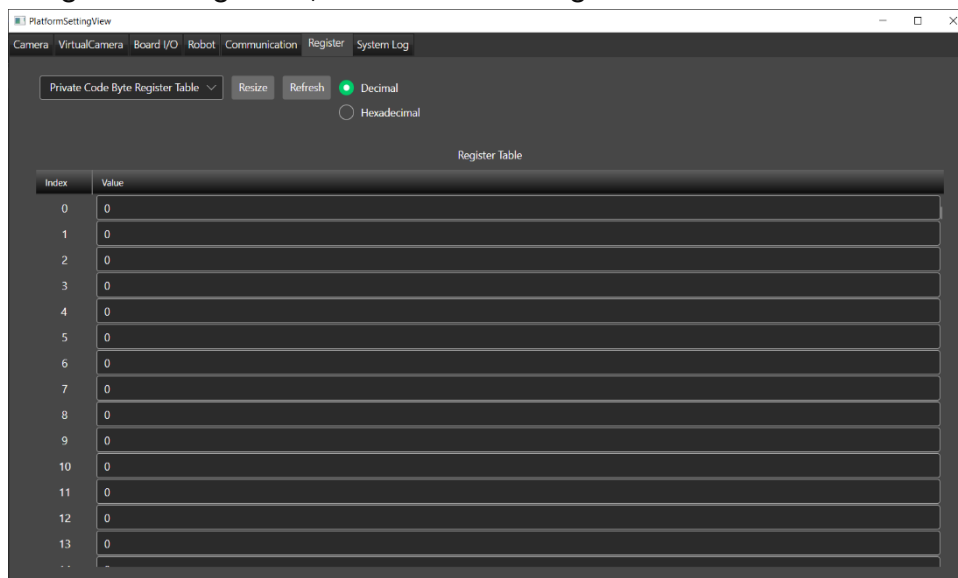 PlatformSettingView
Camera VirtualCamera Board I/O Robot Communication Register System Log
Private Code Byte Register Table Resize Refresh Decimal
Hexadecimal
Register Table
Index Value
0 0
1 0
2 0
3 0
4 0
5 0
6 0
7 0
8 0
9 0
10 0
11 0
12 0
13 0